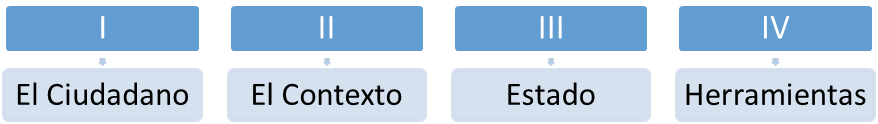 I
II
III
IV
El Ciudadano
El Contexto
Estado
Herramientas